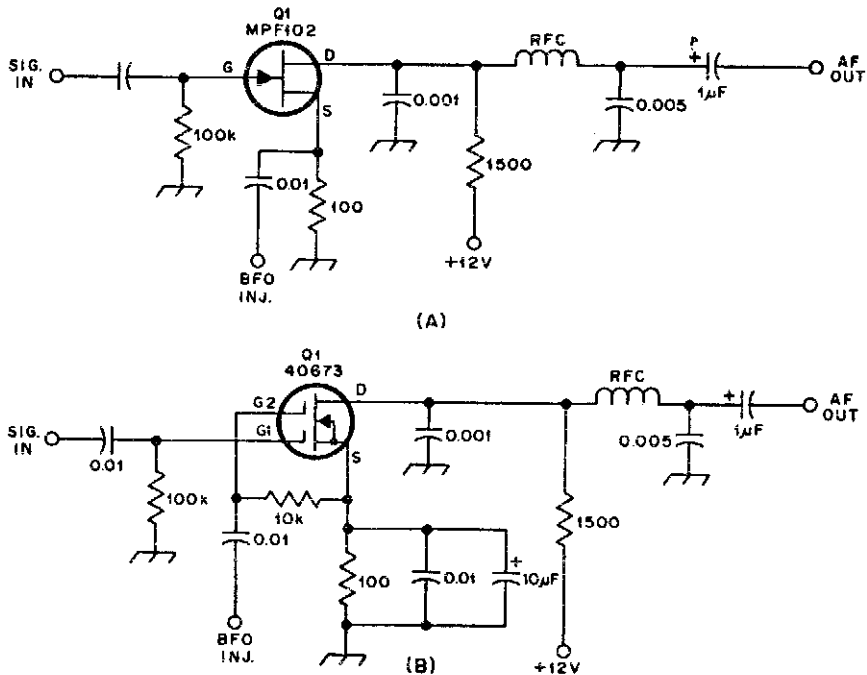 Q1
MPF102
SIG.
IN
G
D
S
100k
0.01
100
BFO
INJ.
0.001
1500
+12V
RFC
0.005
+
1µF
AF
OUT
(A)
Q1
40673
SIG.
IN
0.01
100k
G2
G1
D
S
10k
0.01
BFO
INJ.
100
0.01
+
10µF
0.001
1500
+12V
RFC
0.005
+
1µF
AF
OUT
(B)